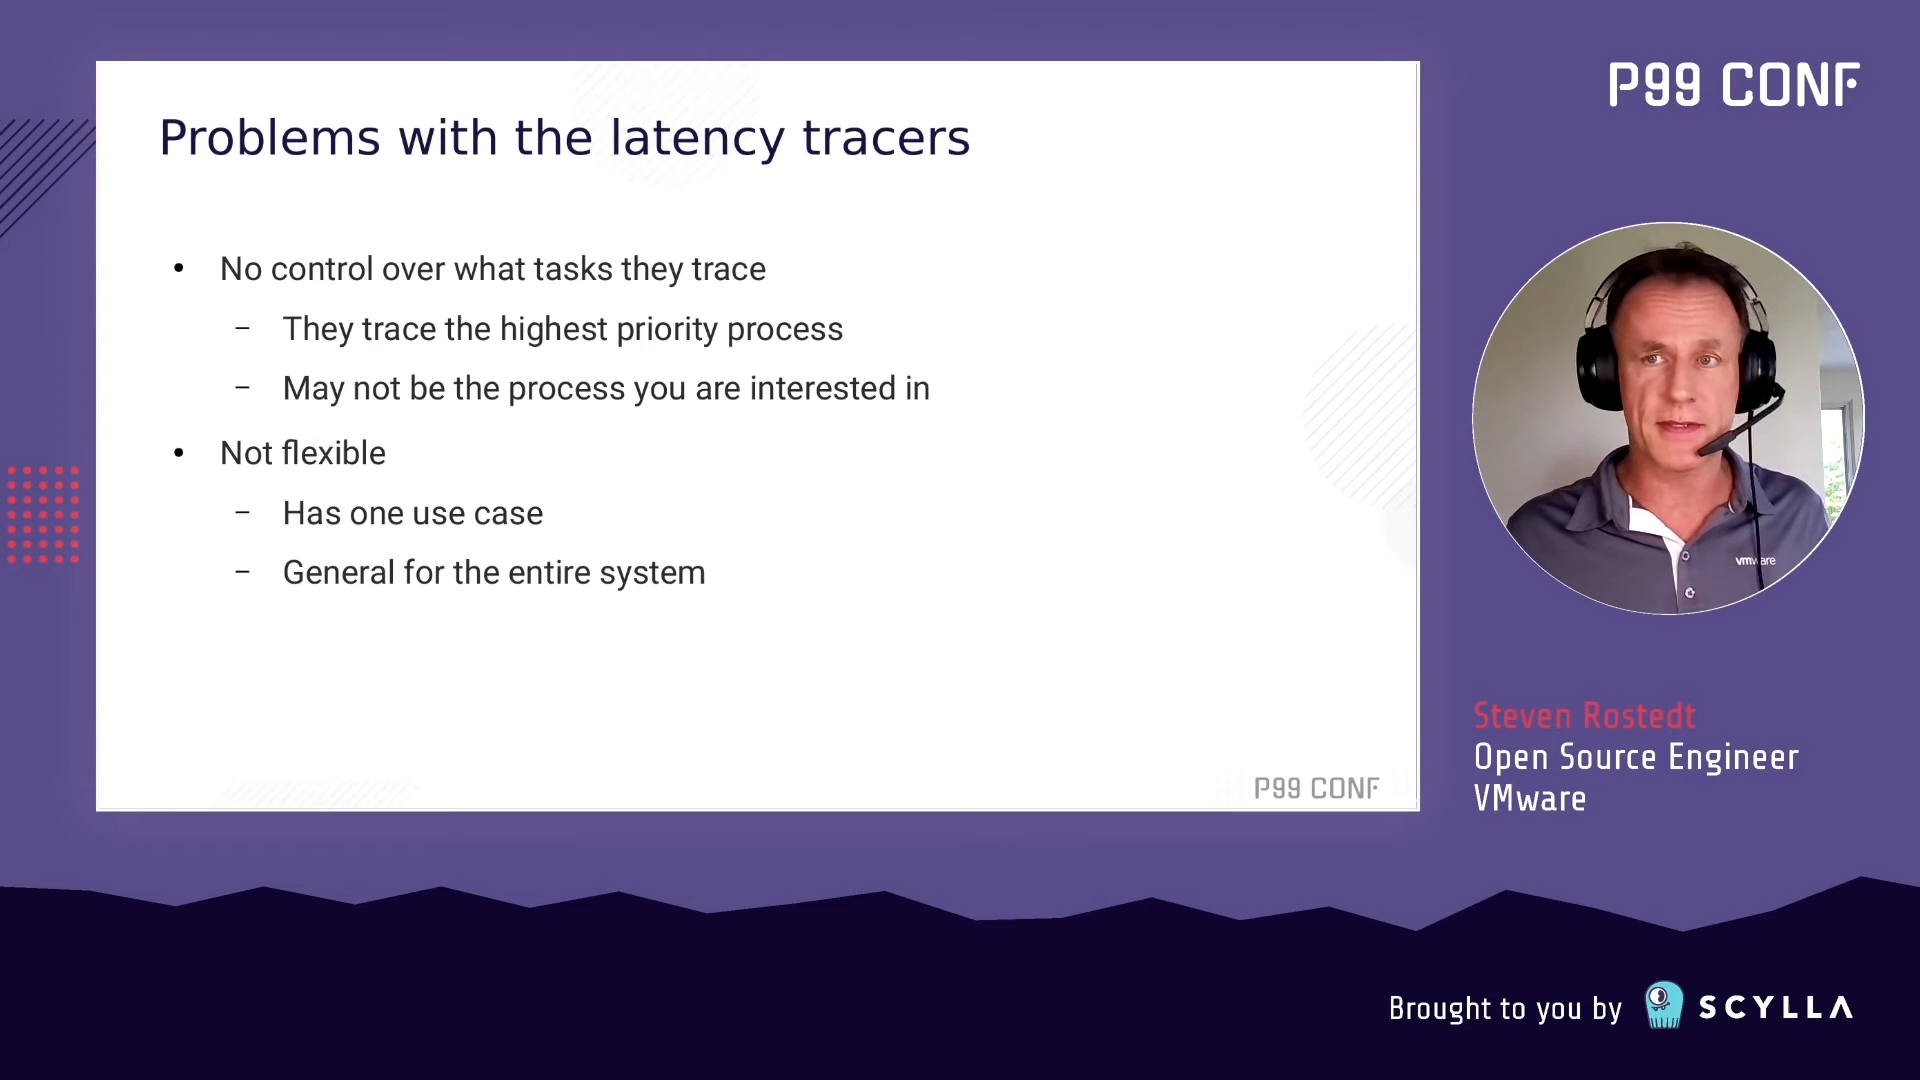 P99 CONF
Problems with the latency tracers
• No control over what tasks they trace
– They trace the highest priority process
– May not be the process you are interested in
• Not flexible
– Has one use case
– General for the entire system
P99 CONF
vmware
Steven Rostedt
Open Source Engineer
VMware
Brought to you by SCYLLA